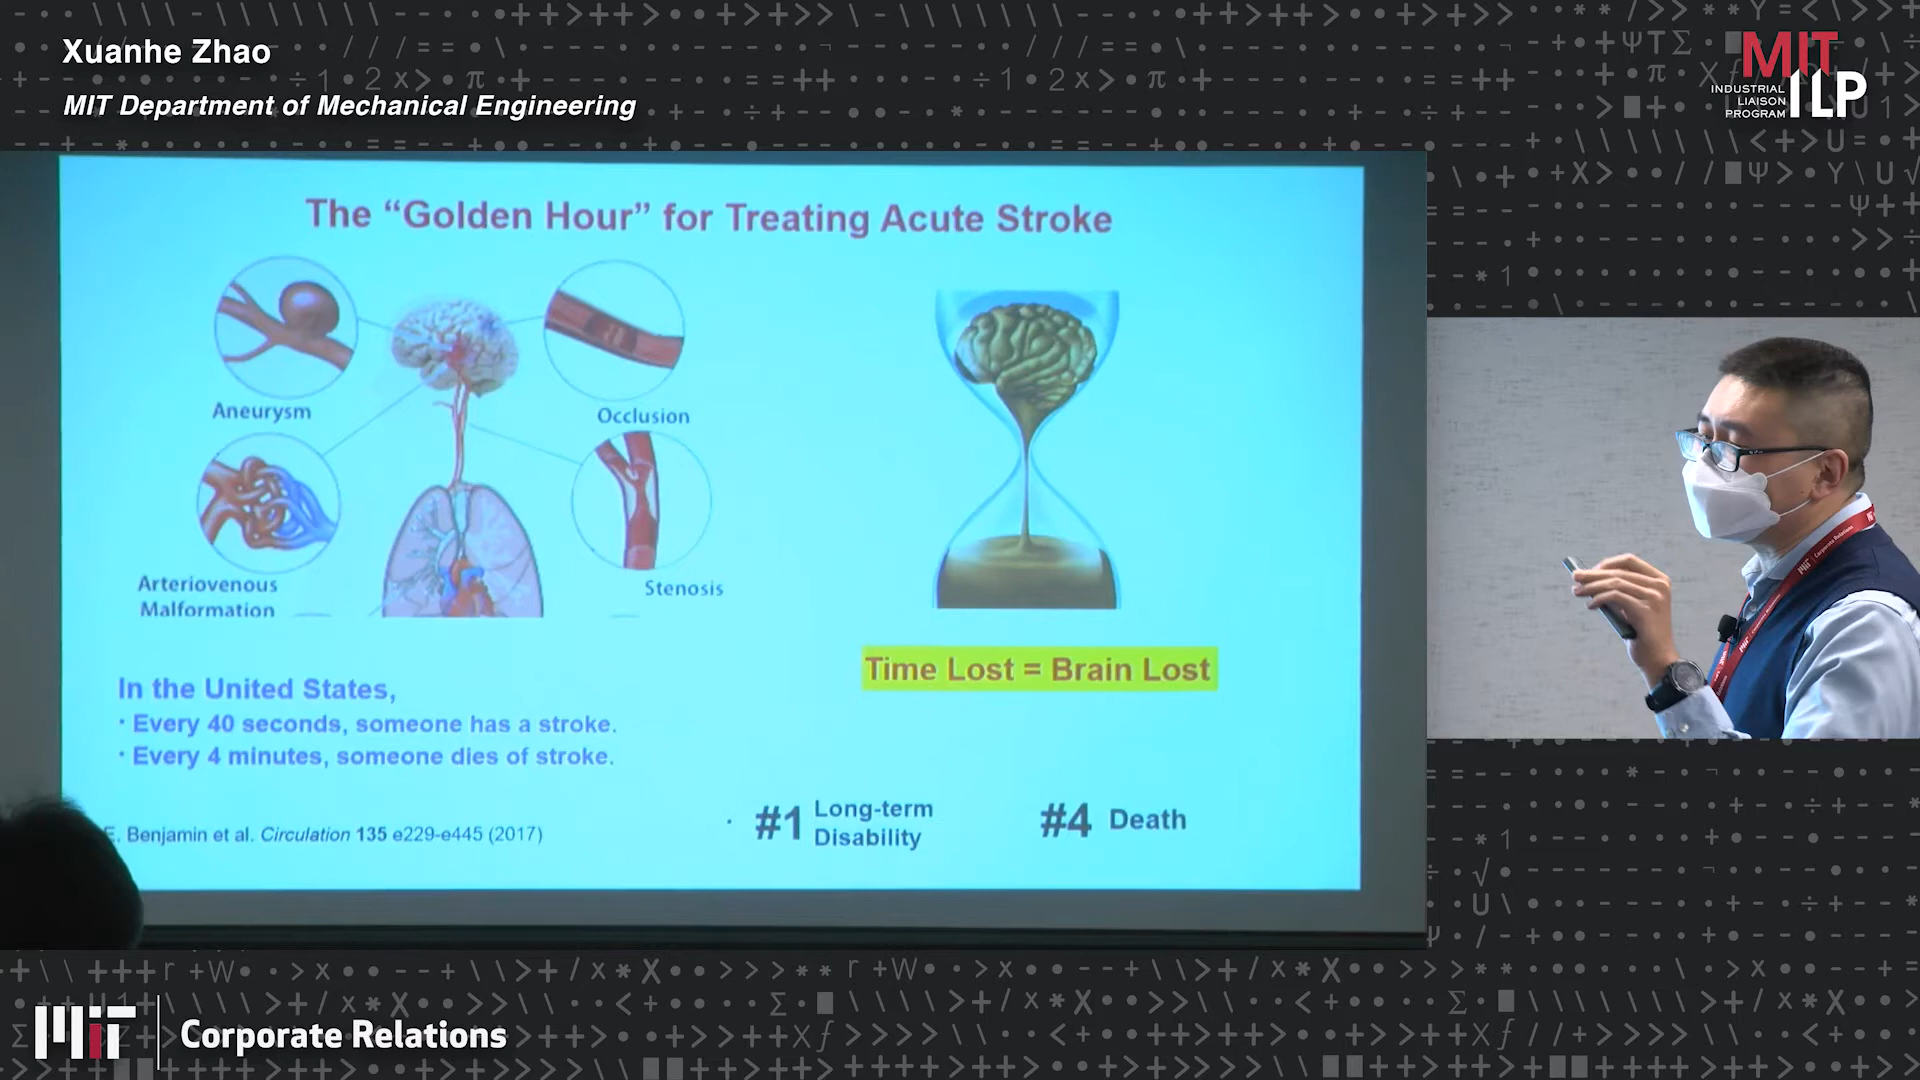 Xuanhe Zhao
MIT Department of Mechanical Engineering
MIT
INDUSTRIAL
LIAISON
PROGRAM
ILP
The “Golden Hour” for Treating Acute Stroke
Aneurysm
Occlusion
Arteriovenous
Malformation
Stenosis
Time Lost = Brain Lost
In the United States,
· Every 40 seconds, someone has a stroke.
· Every 4 minutes, someone dies of stroke.
E. Benjamin et al. Circulation 135 e229-e445 (2017)
· #1 Long-term
Disability
#4 Death
MIT
Corporate Relations
Corporate Relations